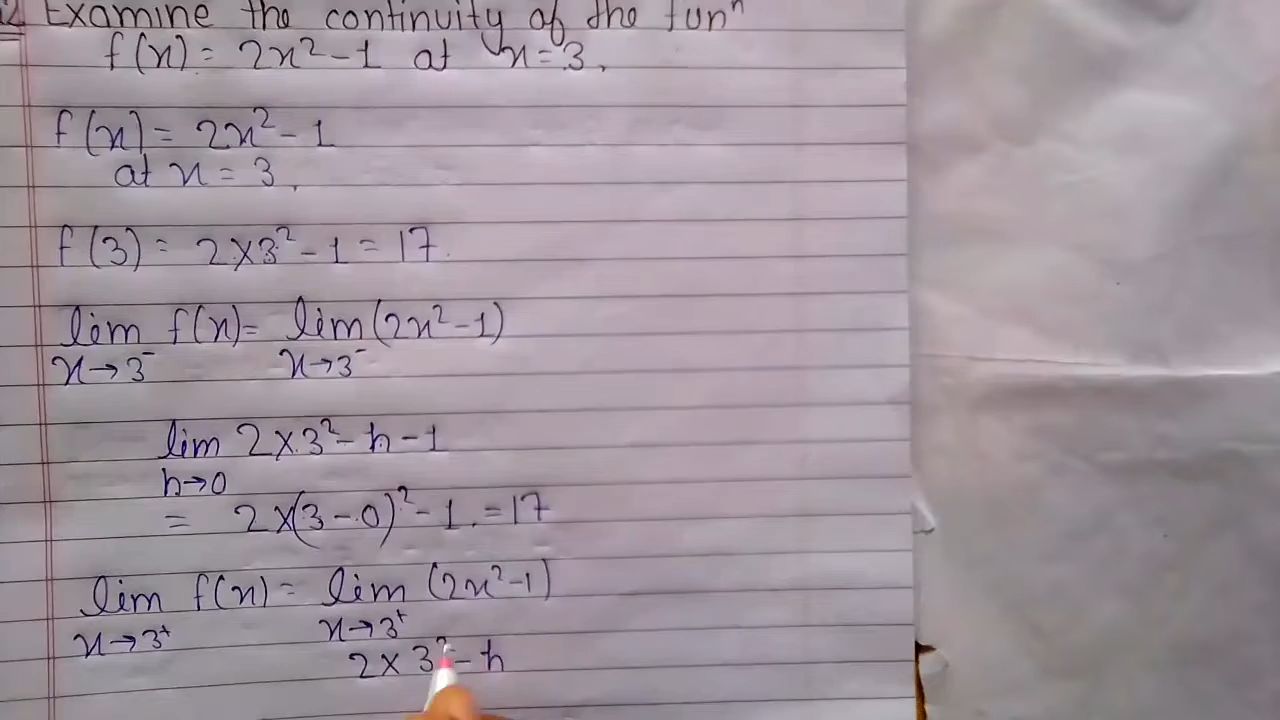 Examine the continuity of the funⁿ
f(x) = 2x² - 1 at x = 3.
f(x) = 2x² - 1
at x = 3.
f(3) = 2×3² - 1 = 17.
lim f(x) = lim (2x² - 1)
x→3⁻ x→3⁻
lim 2×3² - h - 1
h→0
= 2×(3 - 0)² - 1. = 17
lim f(x) = lim (2x² - 1)
x→3⁺ x→3⁺
2×3² - h